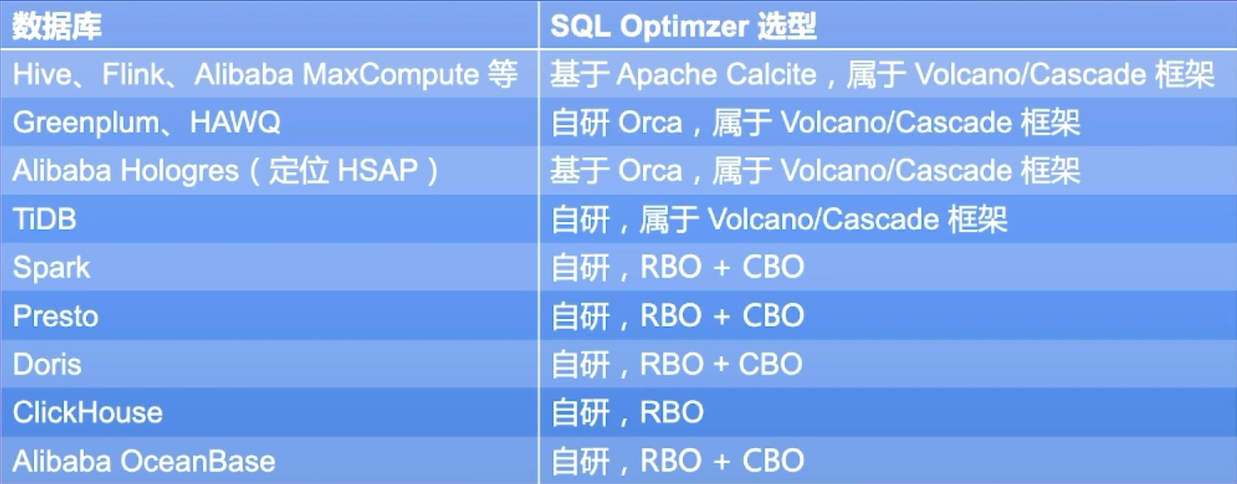 数据库 SQL Optimzer 选型
Hive、Flink、Alibaba MaxCompute 等 基于 Apache Calcite，属于 Volcano/Cascade 框架
Greenplum、HAWQ 自研 Orca，属于 Volcano/Cascade 框架
Alibaba Hologres（定位 HSAP） 基于 Orca，属于 Volcano/Cascade 框架
TiDB 自研，属于 Volcano/Cascade 框架
Spark 自研，RBO + CBO
Presto 自研，RBO + CBO
Doris 自研，RBO + CBO
ClickHouse 自研，RBO
Alibaba OceanBase 自研，RBO + CBO